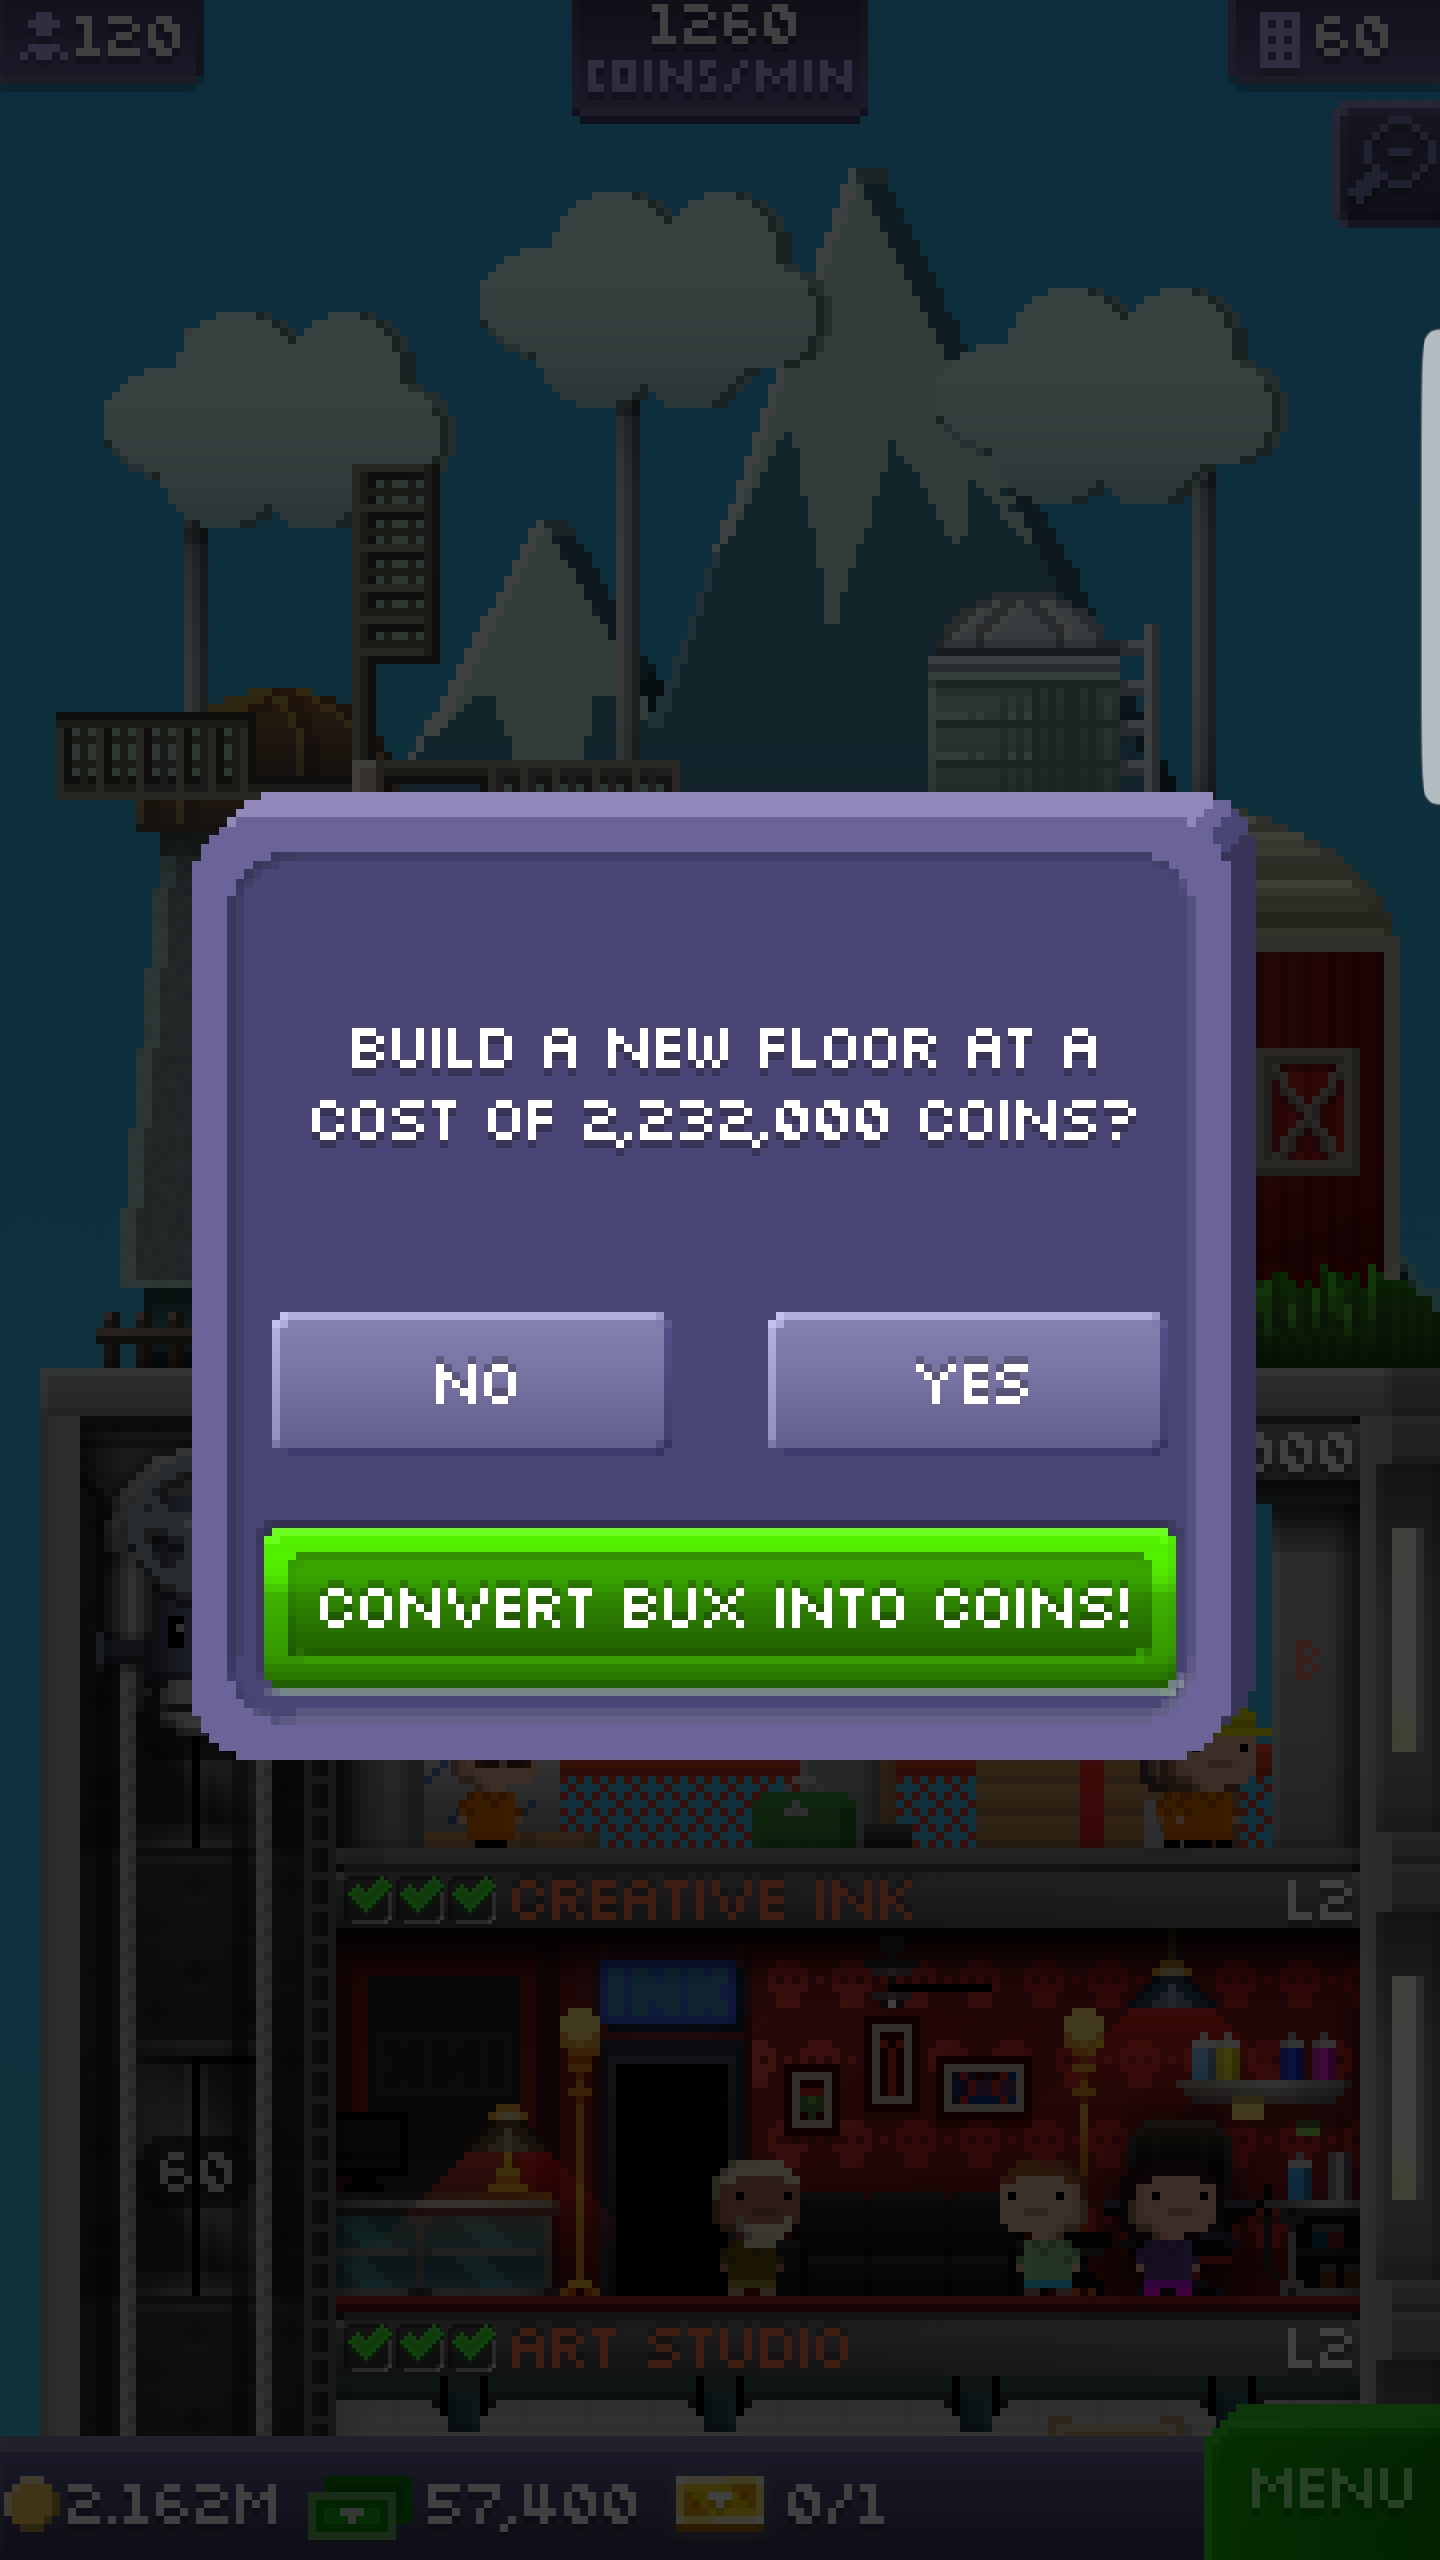 120
1260
COINS/MIN
60
BUILD A NEW FLOOR AT A
COST OF 2,232,000 COINS?
NO
YES
000
CONVERT BUX INTO COINS!
B
CREATIVE INK
L2
INK
60
ART STUDIO
L2
2.162M
57,400
0/1
MENU